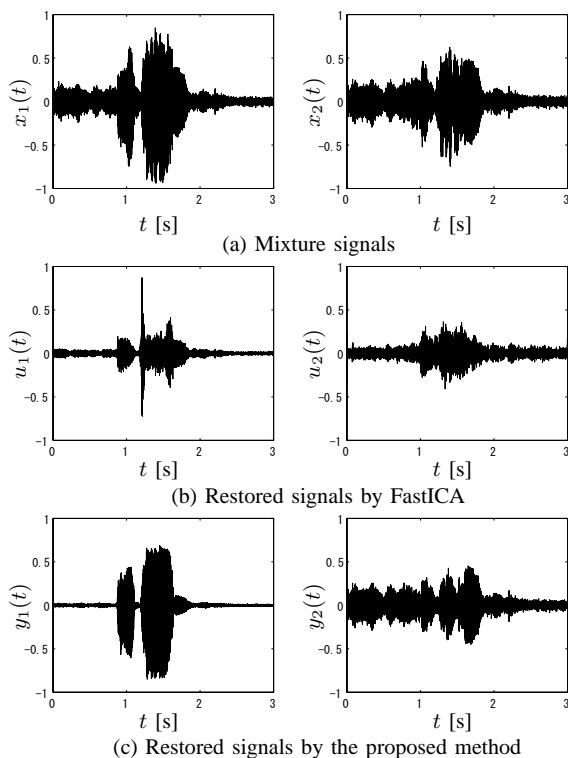 1
0.5
0
-0.5
-1
x1(t)
0 1 2 3
t [s]
1
0.5
0
-0.5
-1
x2(t)
0 1 2 3
t [s]
(a) Mixture signals
1
0.5
0
-0.5
-1
u1(t)
0 1 2 3
t [s]
1
0.5
0
-0.5
-1
u2(t)
0 1 2 3
t [s]
(b) Restored signals by FastICA
1
0.5
0
-0.5
-1
y1(t)
0 1 2 3
t [s]
1
0.5
0
-0.5
-1
y2(t)
0 1 2 3
t [s]
(c) Restored signals by the proposed method